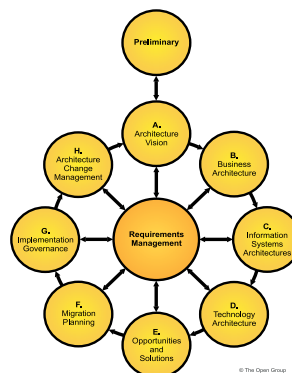 Preliminary
A.
Architecture
Vision
H.
Architecture
Change
Management
B.
Business
Architecture
G.
Implementation
Governance
Requirements
Management
C.
Information
Systems
Architectures
F.
Migration
Planning
D.
Technology
Architecture
E.
Opportunities
and
Solutions
© The Open Group